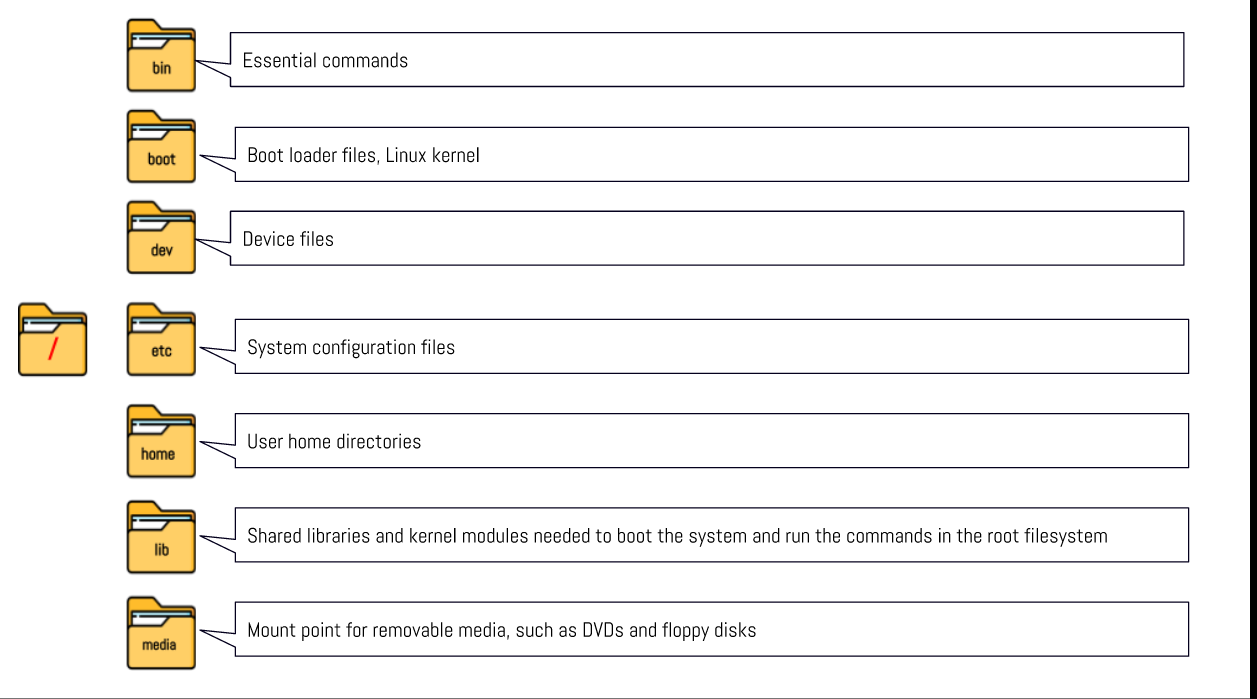 bin
Essential commands
boot
Boot loader files, Linux kernel
dev
Device files
/
etc
System configuration files
home
User home directories
lib
Shared libraries and kernel modules needed to boot the system and run the commands in the root filesystem
media
Mount point for removable media, such as DVDs and floppy disks